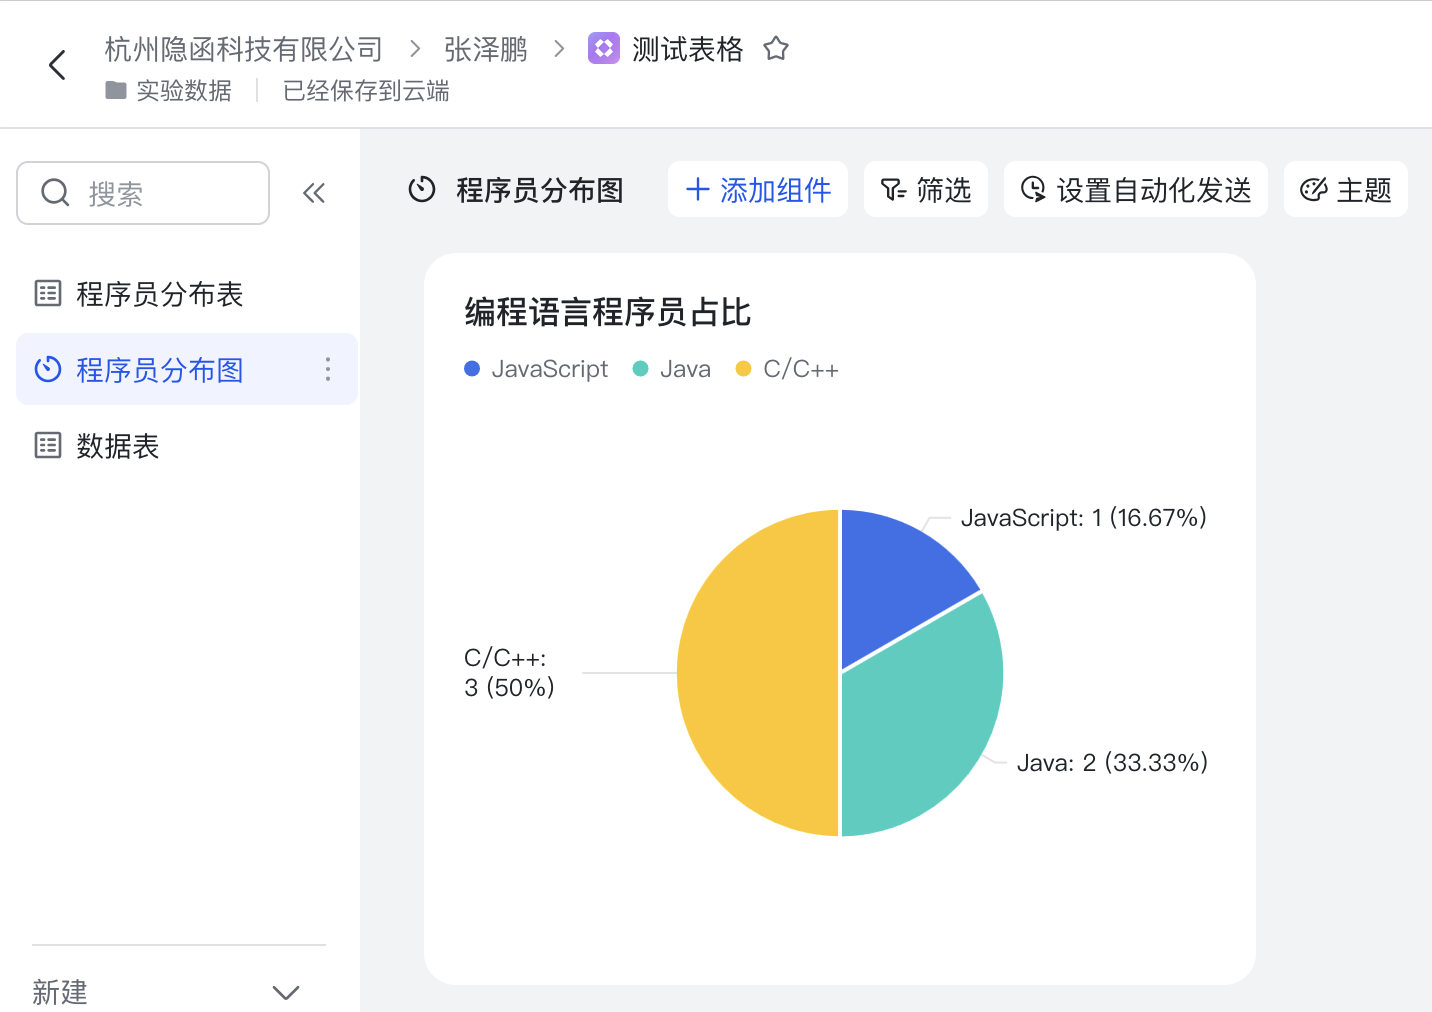 杭州隐函科技有限公司 > 张泽鹏 > 测试表格
实验数据 | 已经保存到云端
搜索
程序员分布表
程序员分布图
数据表
新建
程序员分布图
添加组件
筛选
设置自动化发送
主题
编程语言程序员占比
JavaScript Java C/C++
JavaScript: 1 (16.67%)
C/C++:
3 (50%)
Java: 2 (33.33%)